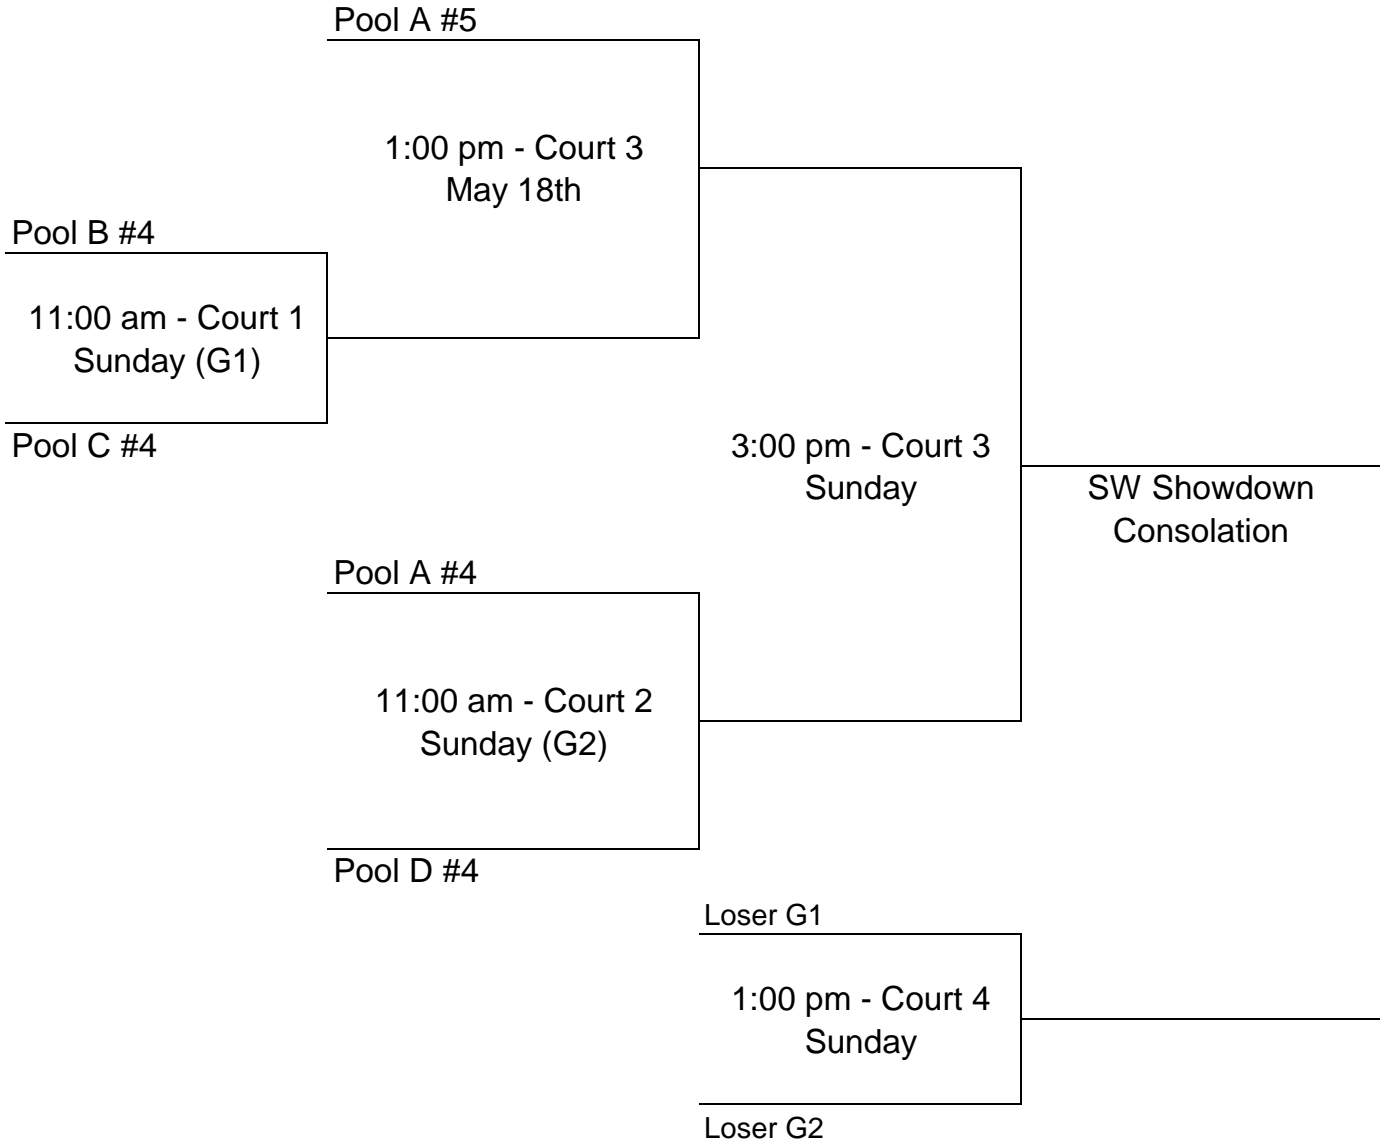 Pool A #5
1:00 pm - Court 3
May 18th
Pool B #4
11:00 am - Court 1
Sunday (G1)
Pool C #4
3:00 pm - Court 3
Sunday
SW Showdown
Consolation
Pool A #4
11:00 am - Court 2
Sunday (G2)
Pool D #4
Loser G1
1:00 pm - Court 4
Sunday
Loser G2